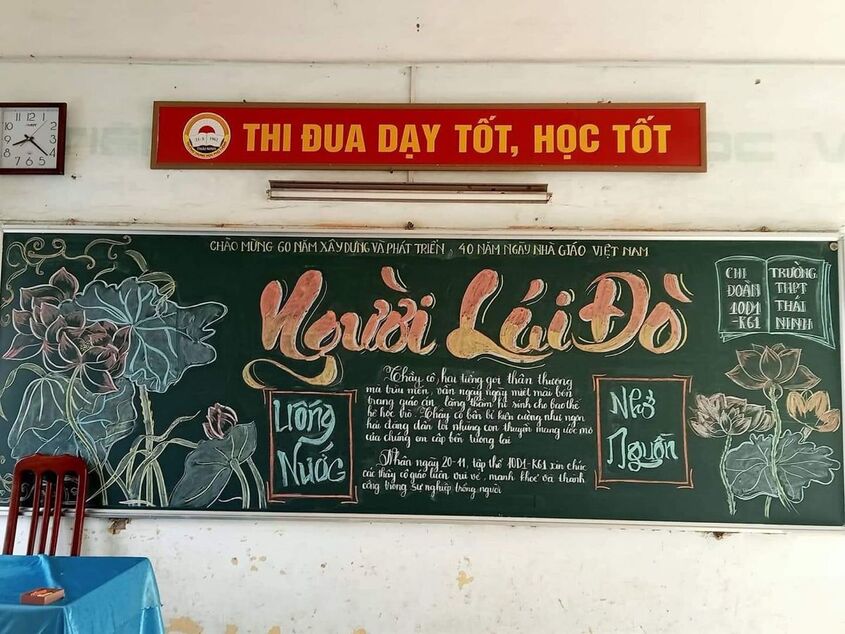 THI ĐUA DẠY TỐT, HỌC TỐT
CHÀO MỪNG 60 NĂM XÂY DỰNG VÀ PHÁT TRIỂN, 40 NĂM NGÀY NHÀ GIÁO VIỆT NAM
Người Lái Đò
CHI
ĐOÀN
10D1
-K61
TRƯỜNG
THPT
THÁI
NINH
UỐNG
NƯỚC
Thầy cô, hai tiếng gọi thân thương
mà trìu mến, vẫn ngày ngày miệt mài bên
trang giáo án, lặng thầm hi sinh cho bao thế
hệ học trò. Thầy cô bền bỉ kiên cường như ngọn
hải đăng dẫn lối những con thuyền mang ước mơ
của chúng em cập bến tương lai.
Nhân ngày 20-11, tập thể 10D1-K61 xin chúc
các thầy cô giáo luôn vui vẻ, mạnh khoẻ và thành
công trong sự nghiệp trồng người
Nhớ
Nguồn